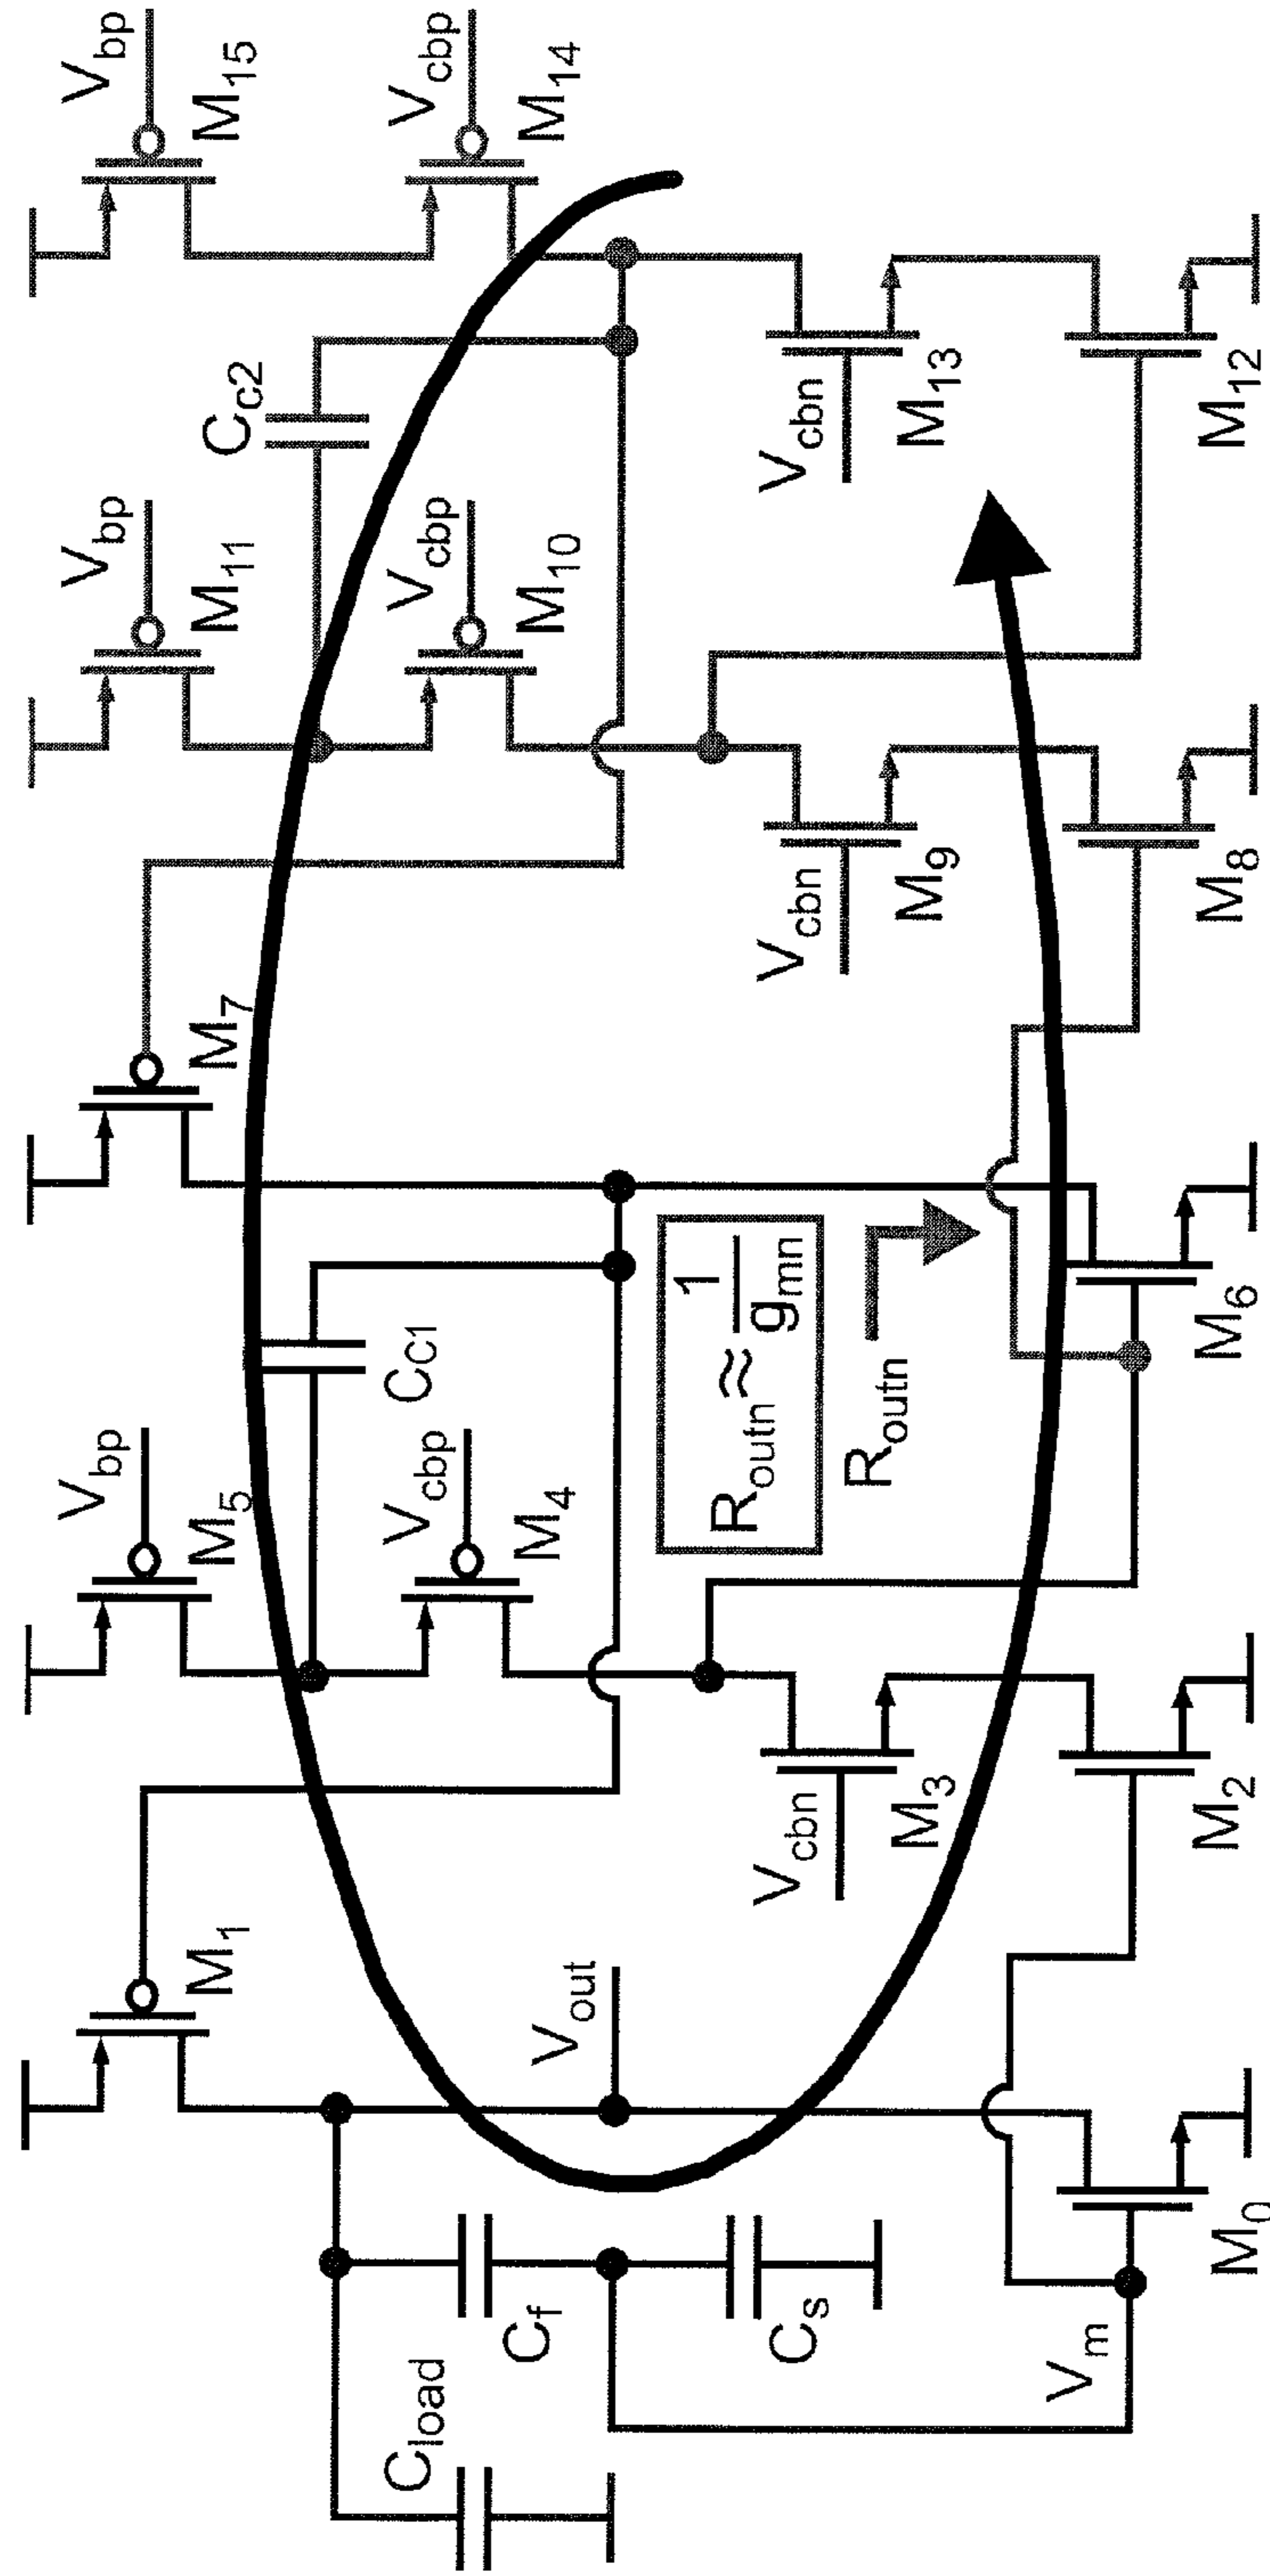 V_bp
M_15
V_cbp
M_14
C_c2
V_bp
M_11
V_cbp
M_10
V_cbn
M_13
M_12
V_cbn
M_9
M_8
M_7
R_outn ≈ 1/g_mn
R_outn
M_6
C_C1
V_bp
M_5
V_cbp
M_4
V_cbn
M_3
M_2
M_1
V_out
M_0
C_f
C_s
V_m
C_load